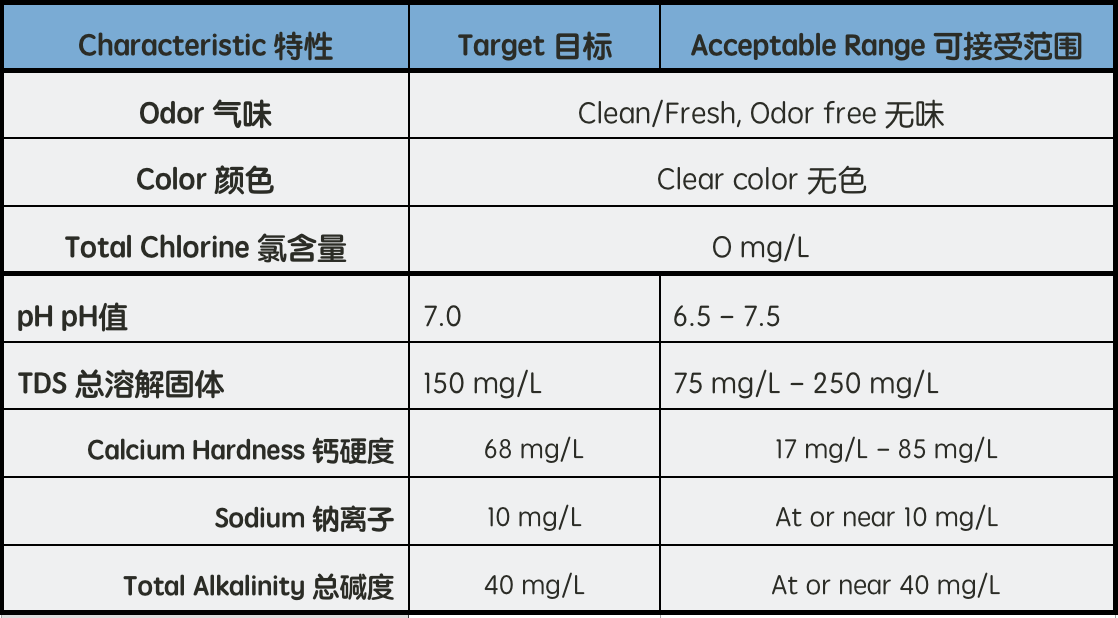 Characteristic 特性 Target 目标 Acceptable Range 可接受范围
Odor 气味 Clean/Fresh, Odor free 无味
Color 颜色 Clear color 无色
Total Chlorine 氯含量 0 mg/L
pH pH值 7.0 6.5 – 7.5
TDS 总溶解固体 150 mg/L 75 mg/L – 250 mg/L
Calcium Hardness 钙硬度 68 mg/L 17 mg/L – 85 mg/L
Sodium 钠离子 10 mg/L At or near 10 mg/L
Total Alkalinity 总碱度 40 mg/L At or near 40 mg/L